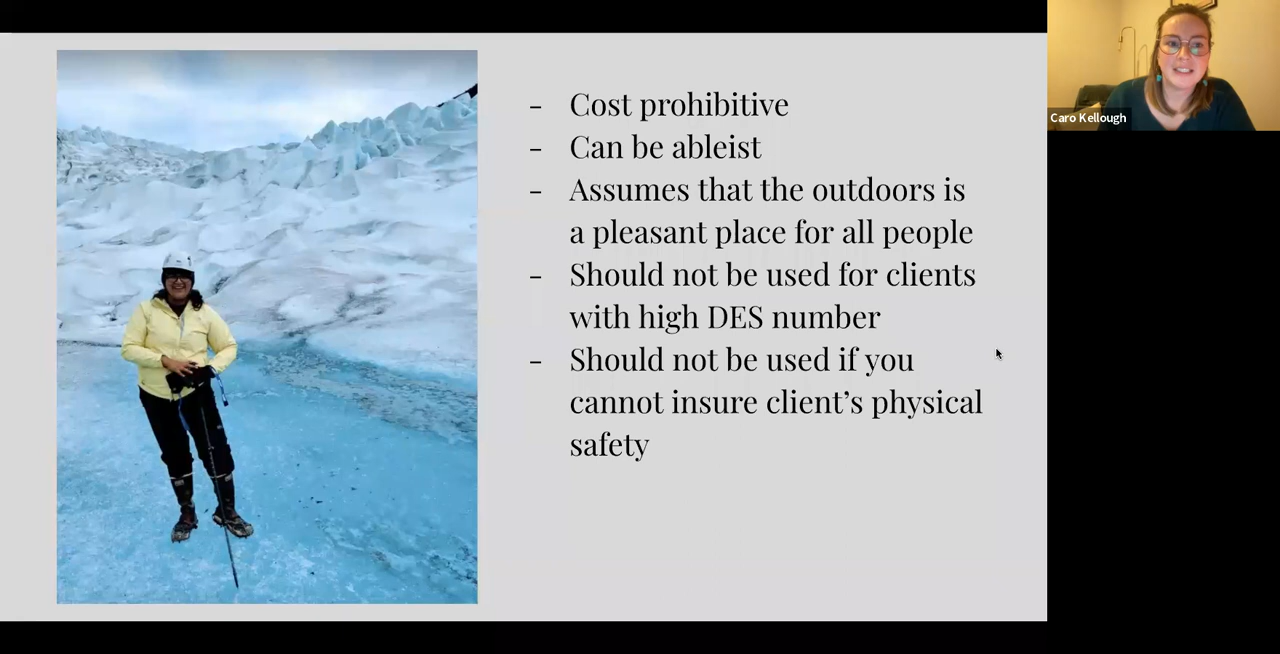 - Cost prohibitive
- Can be ableist
- Assumes that the outdoors is
a pleasant place for all people
- Should not be used for clients
with high DES number
- Should not be used if you
cannot insure client’s physical
safety
Caro Kellough